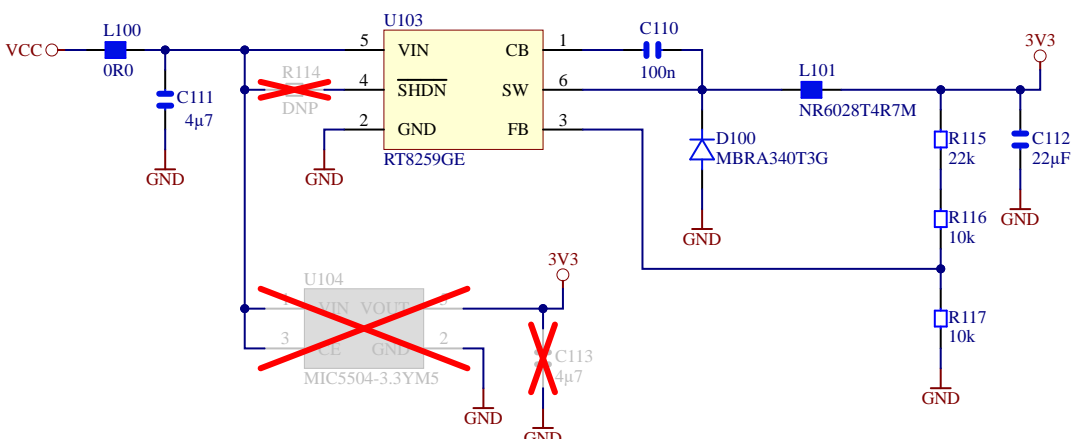 U103
L100
VCC
0R0
C111
4µ7
GND
R114
DNP
5 VIN CB 1
4 SHDN SW 6
2 GND FB 3
RT8259GE
GND
C110
100n
D100
MBRA340T3G
GND
L101
NR6028T4R7M
3V3
R115
22k
C112
22µF
GND
R116
10k
R117
10k
GND
U104
1 VIN VOUT 5
3 CE GND 2
MIC5504-3.3YM5
GND
3V3
C113
4µ7
GND